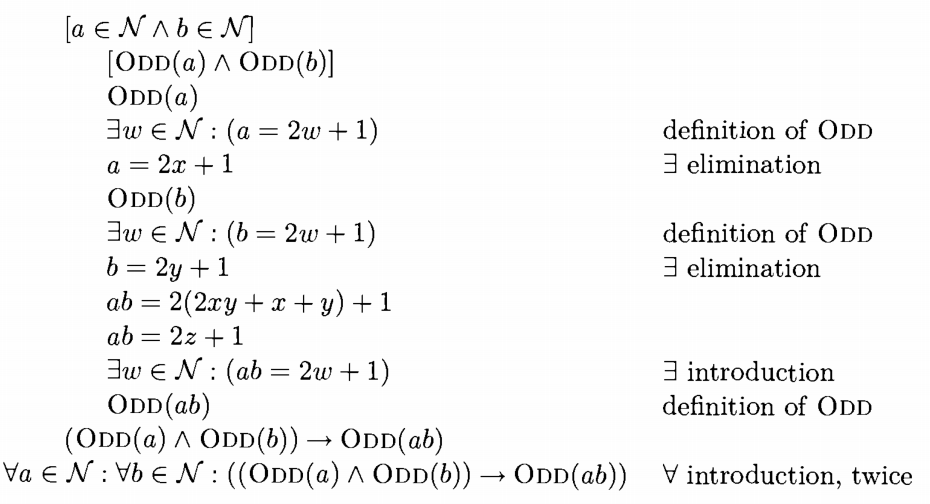 [a ∈ 𝒩 ∧ b ∈ 𝒩]
[ODD(a) ∧ ODD(b)]
ODD(a)
∃w ∈ 𝒩 : (a = 2w + 1) definition of ODD
a = 2x + 1 ∃ elimination
ODD(b)
∃w ∈ 𝒩 : (b = 2w + 1) definition of ODD
b = 2y + 1 ∃ elimination
ab = 2(2xy + x + y) + 1
ab = 2z + 1
∃w ∈ 𝒩 : (ab = 2w + 1) ∃ introduction
ODD(ab) definition of ODD
(ODD(a) ∧ ODD(b)) → ODD(ab)
∀a ∈ 𝒩 : ∀b ∈ 𝒩 : ((ODD(a) ∧ ODD(b)) → ODD(ab)) ∀ introduction, twice